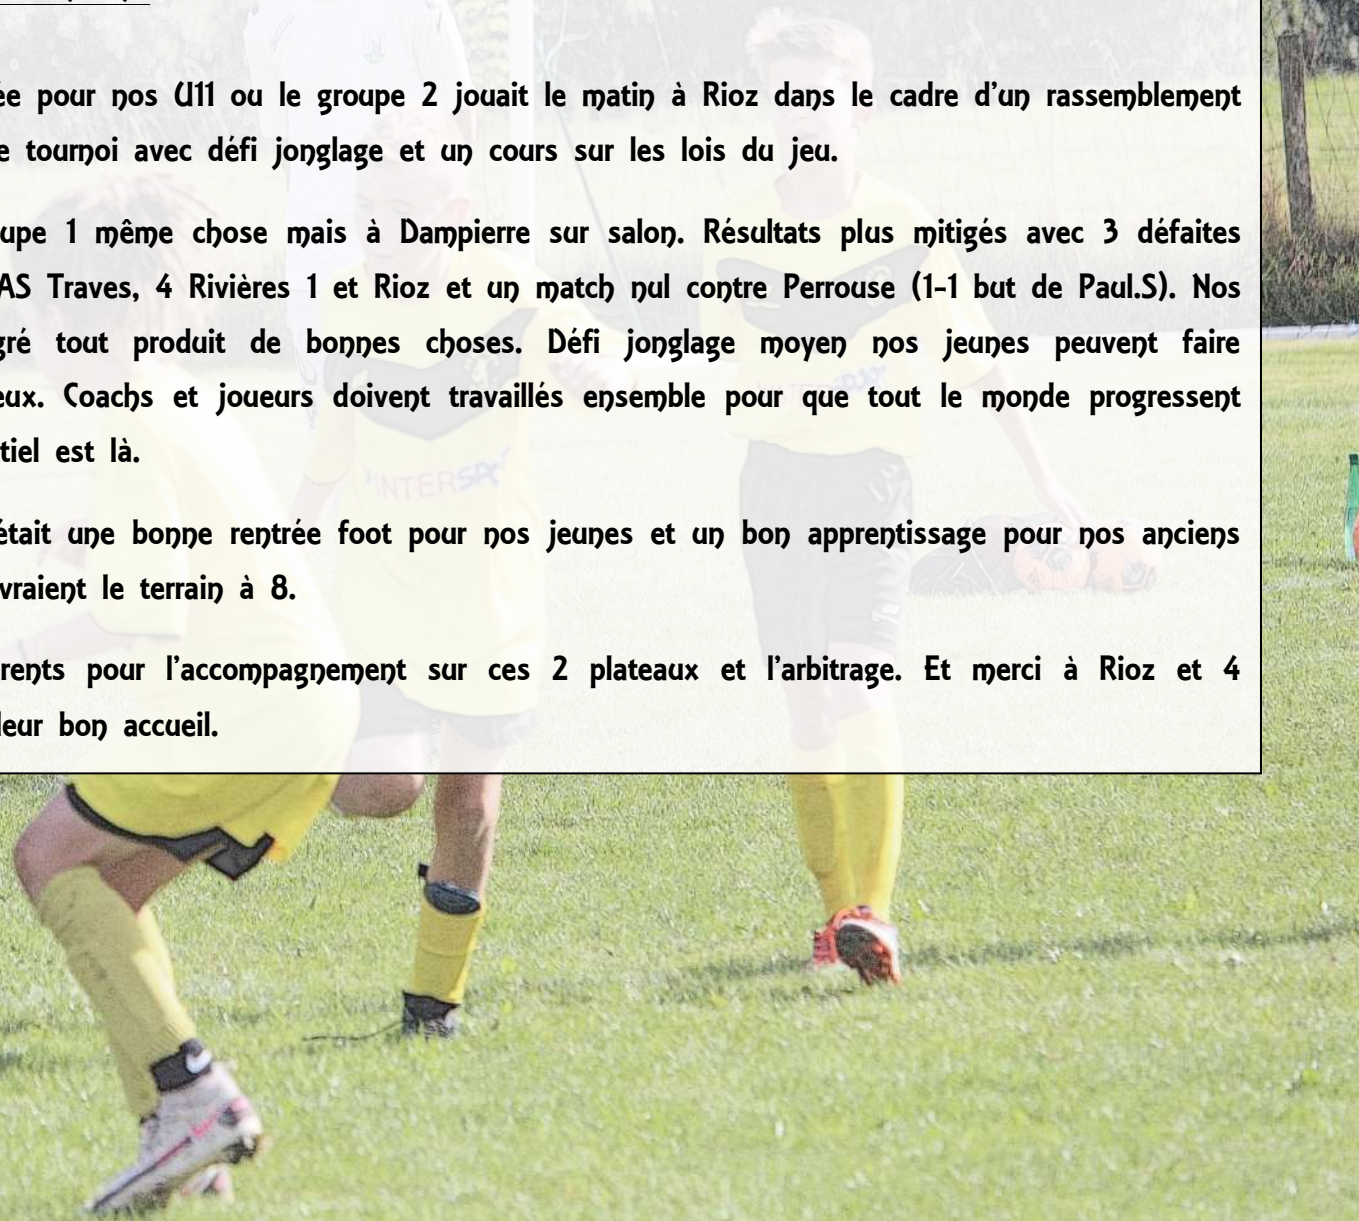 ée pour nos U11 ou le groupe 2 jouait le matin à Rioz dans le cadre d'un rassemblement
e tournoi avec défi jonglage et un cours sur les lois du jeu.
upe 1 même chose mais à Dampierre sur salon. Résultats plus mitigés avec 3 défaites
AS Traves, 4 Rivières 1 et Rioz et un match nul contre Perrouse (1-1 but de Paul.S). Nos
gré tout produit de bonnes choses. Défi jonglage moyen nos jeunes peuvent faire
eux. Coachs et joueurs doivent travaillés ensemble pour que tout le monde progressent
tiel est là.
était une bonne rentrée foot pour nos jeunes et un bon apprentissage pour nos anciens
vraient le terrain à 8.
rents pour l'accompagnement sur ces 2 plateaux et l'arbitrage. Et merci à Rioz et 4
leur bon accueil.
INTERSPORT